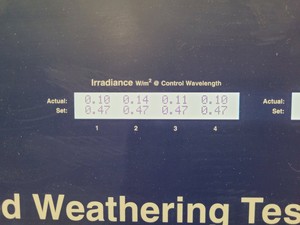 Irradiance W/m² @ Control Wavelength
Actual: 0.10 0.14 0.11 0.10 Actual:
Set: 0.47 0.47 0.47 0.47 Set:
1 2 3 4
d Weathering Tes